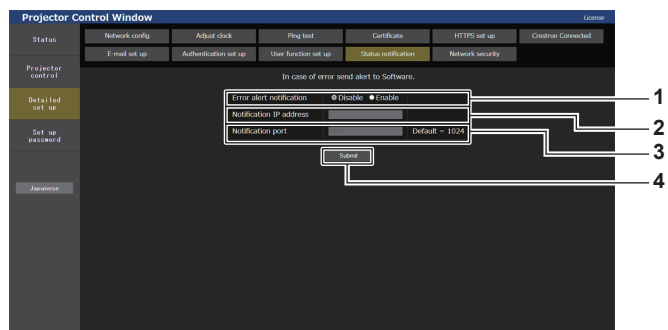 Projector Control Window
License
Status
Network config
Adjust clock
Ping test
Certificate
HTTPS set up
Crestron Connected
E-mail set up
Authentication set up
User function set up
Status notification
Network security
Projector
control
In case of error send alert to Software.
Detailed
set up
Error alert notification Disable Enable
1
Notification IP address
2
Notification port Default = 1024
3
Set up
password
Submit
4
Japanese